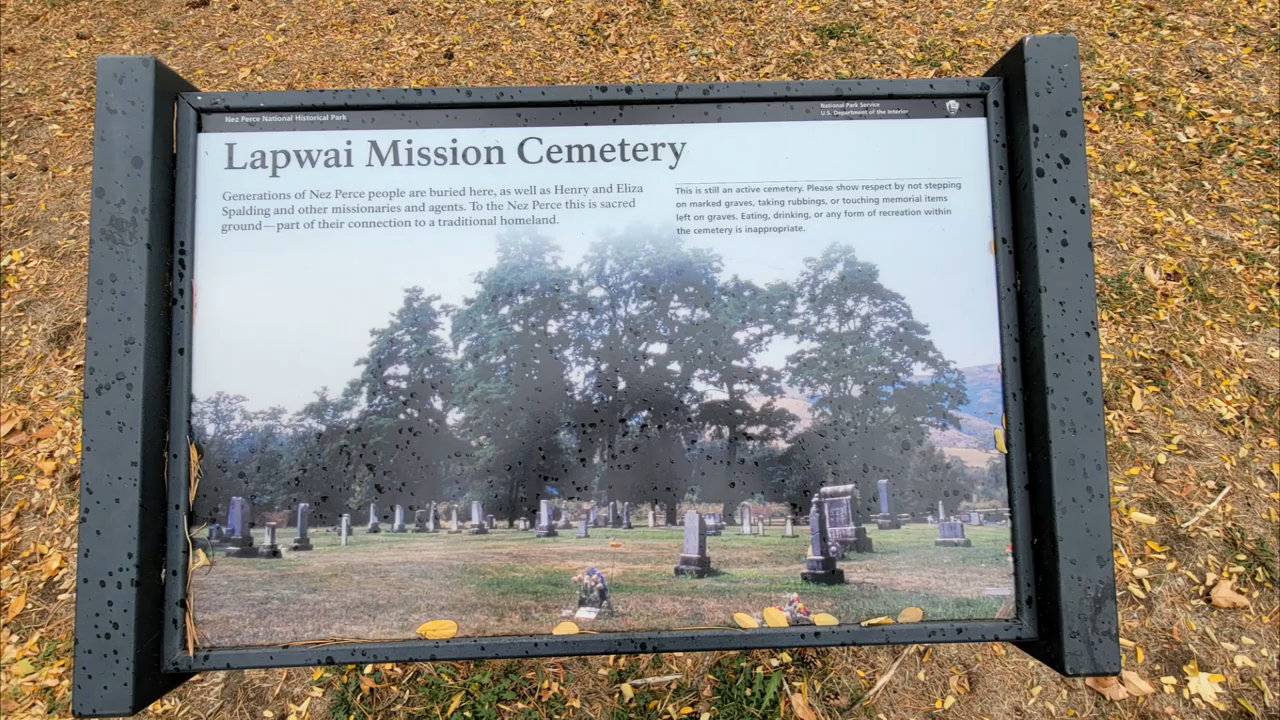 Nez Perce National Historical Park
National Park Service
U.S. Department of the Interior
Lapwai Mission Cemetery
Generations of Nez Perce people are buried here, as well as Henry and Eliza
Spalding and other missionaries and agents. To the Nez Perce this is sacred
ground—part of their connection to a traditional homeland.
This is still an active cemetery. Please show respect by not stepping
on marked graves, taking rubbings, or touching memorial items
left on graves. Eating, drinking, or any form of recreation within
the cemetery is inappropriate.